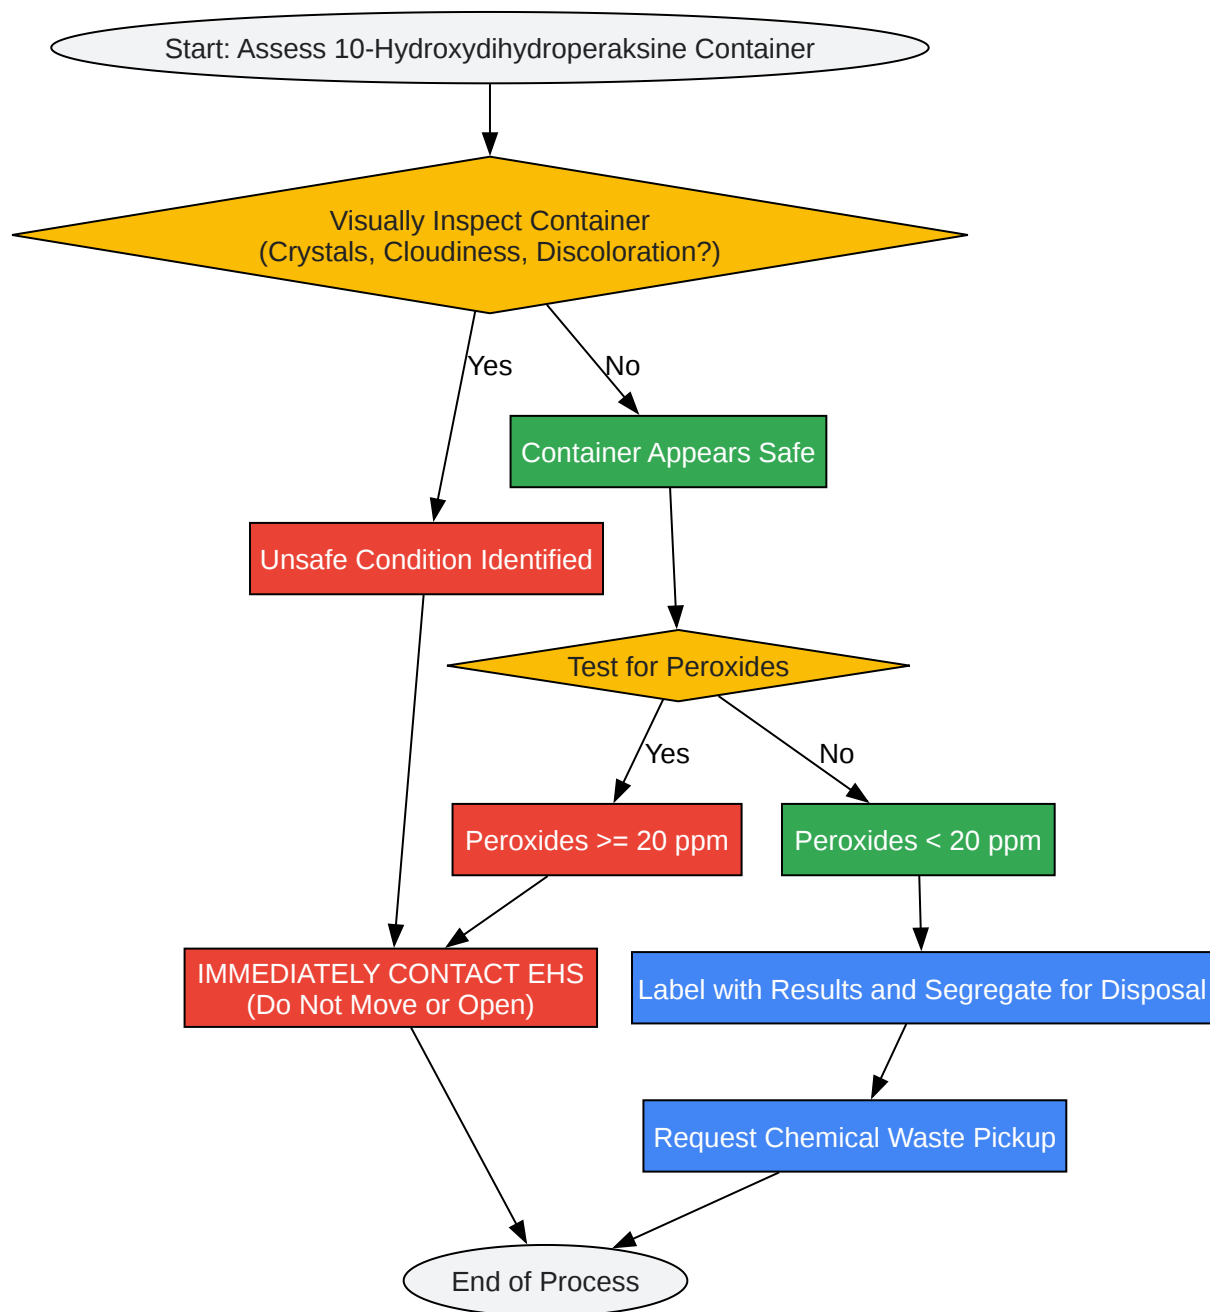 Start: Assess 10-Hydroxydihydroperaksine Container
Visually Inspect Container
(Crystals, Cloudiness, Discoloration?)
Yes
No
Container Appears Safe
Unsafe Condition Identified
Test for Peroxides
Yes
No
Peroxides >= 20 ppm
Peroxides < 20 ppm
IMMEDIATELY CONTACT EHS
(Do Not Move or Open)
Label with Results and Segregate for Disposal
Request Chemical Waste Pickup
End of Process